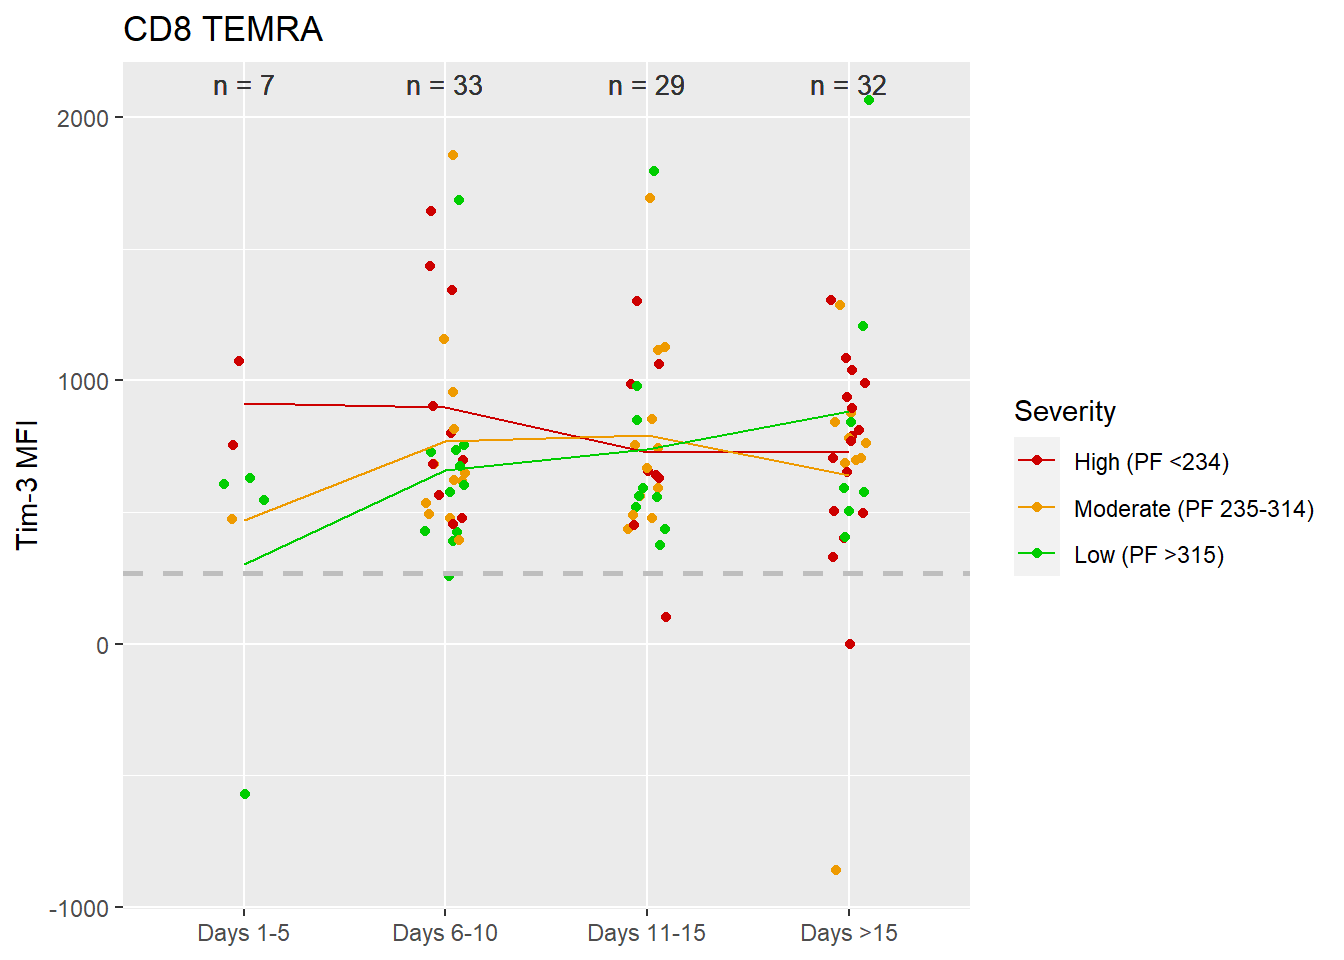 CD8 TEMRA
n = 7
n = 33
n = 29
n = 32
2000
1000
0
-1000
Tim-3 MFI
Days 1-5
Days 6-10
Days 11-15
Days >15
Severity
High (PF <234)
Moderate (PF 235-314)
Low (PF >315)